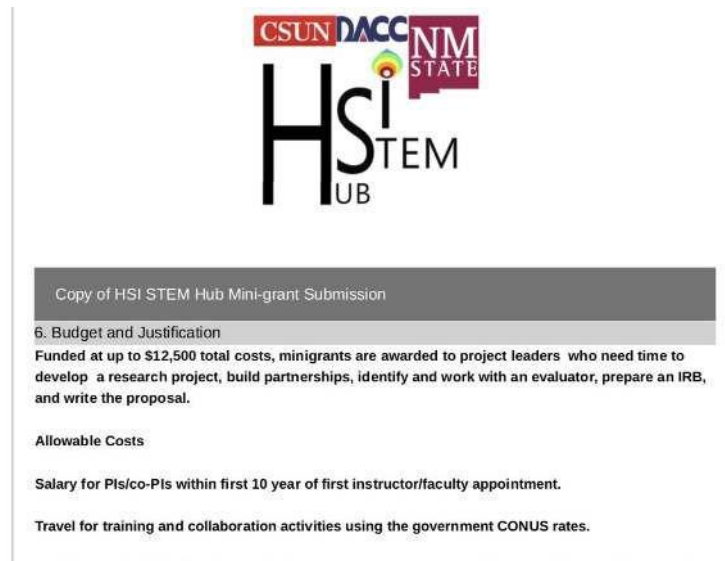 CSUN DACC NM
STATE
HSi
STEM
HUB
Copy of HSI STEM Hub Mini-grant Submission
6. Budget and Justification
Funded at up to $12,500 total costs, minigrants are awarded to project leaders who need time to
develop a research project, build partnerships, identify and work with an evaluator, prepare an IRB,
and write the proposal.
Allowable Costs
Salary for PIs/co-PIs within first 10 year of first instructor/faculty appointment.
Travel for training and collaboration activities using the government CONUS rates.